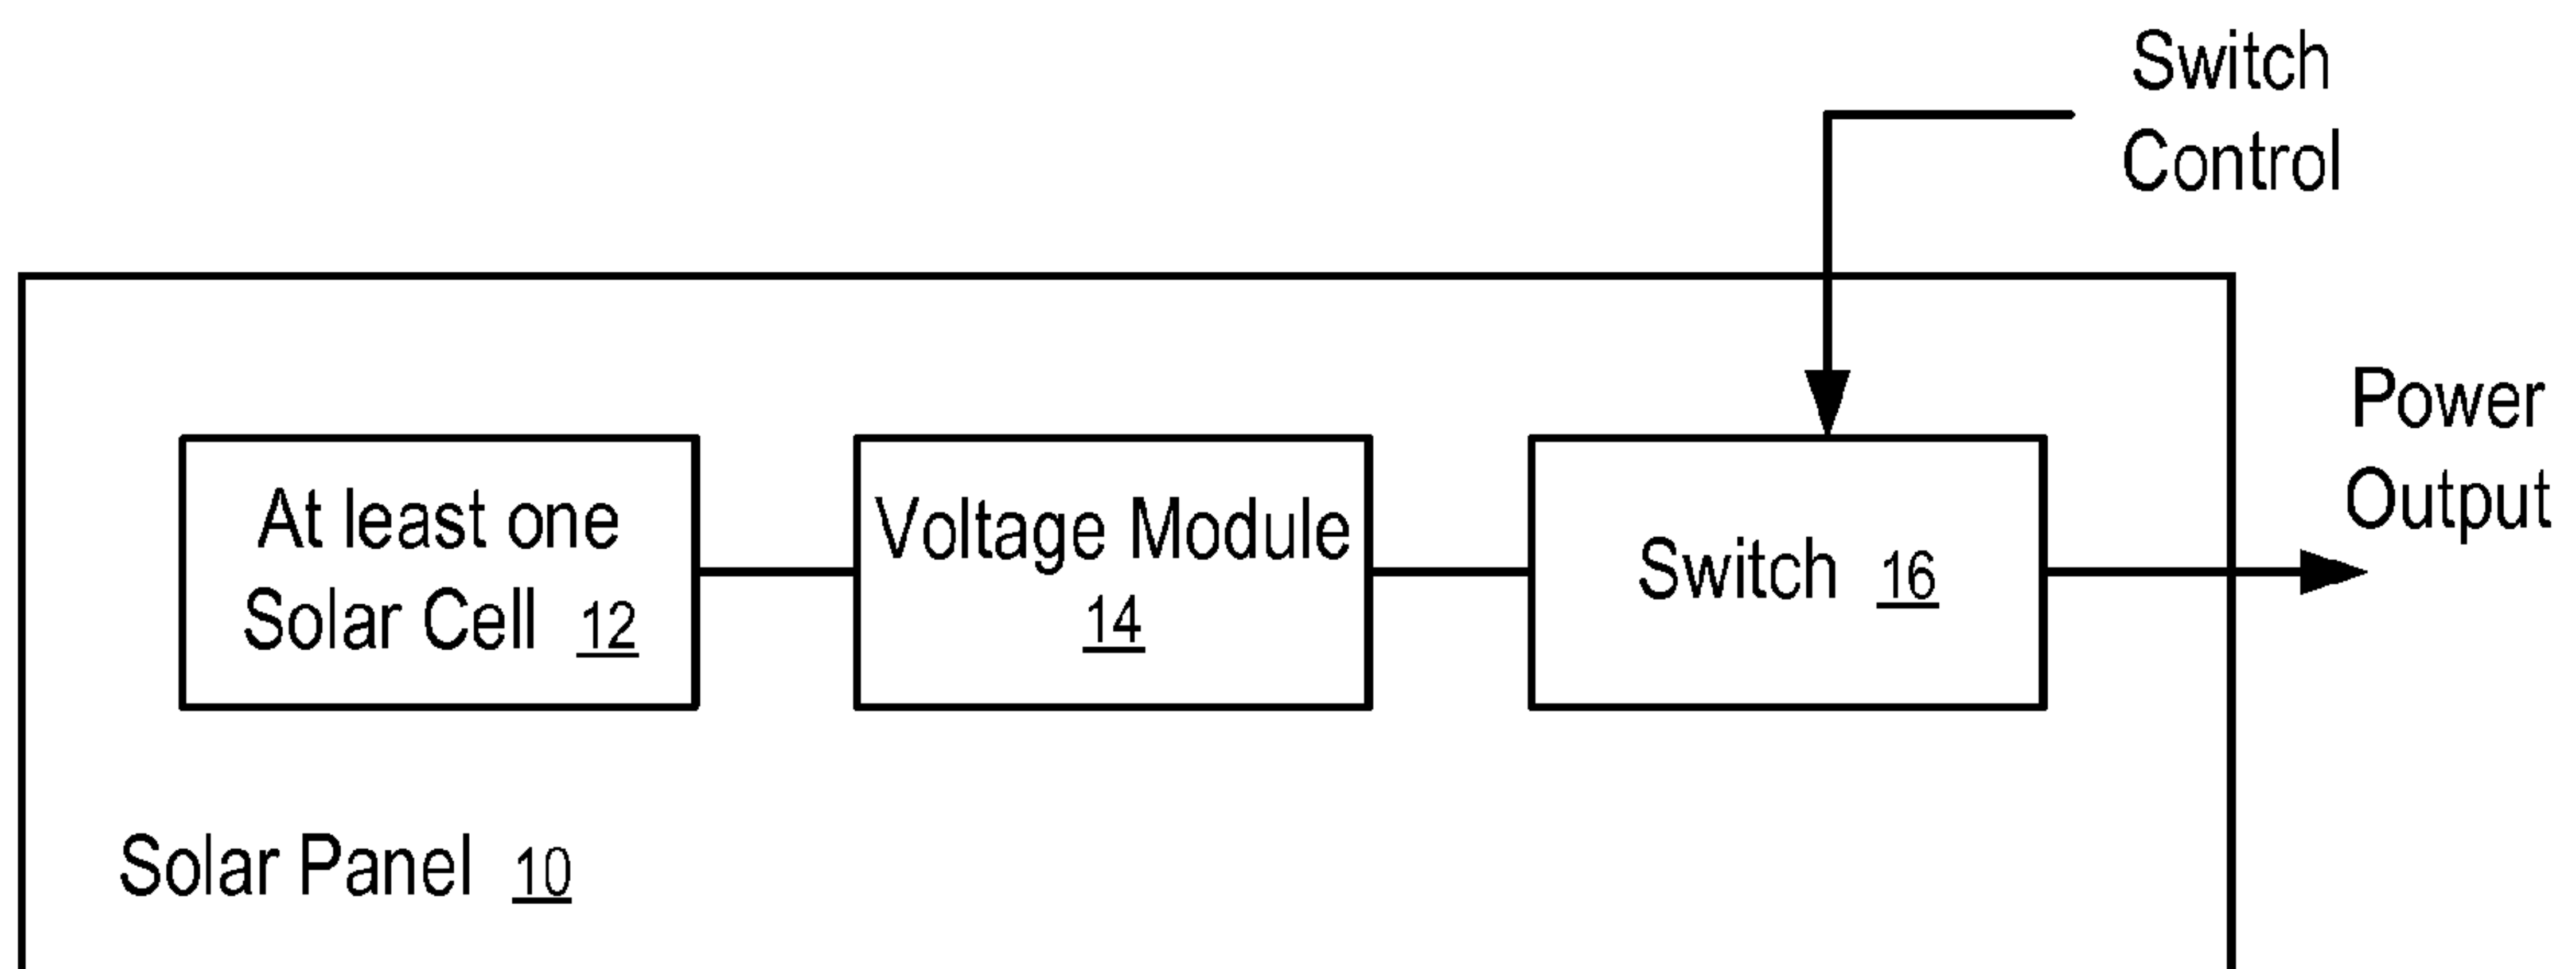 Switch
Control
Power
Output
At least one
Solar Cell 12
Voltage Module
14
Switch 16
Solar Panel 10